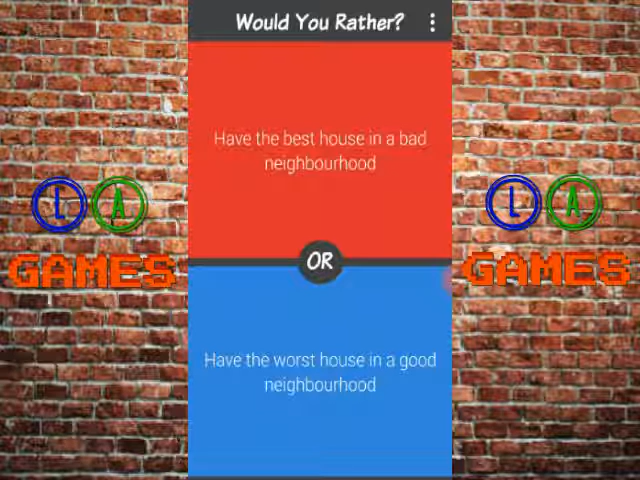 Would You Rather?
Have the best house in a bad
neighbourhood
L A
GAMES
L A
GAMES
OR
Have the worst house in a good
neighbourhood